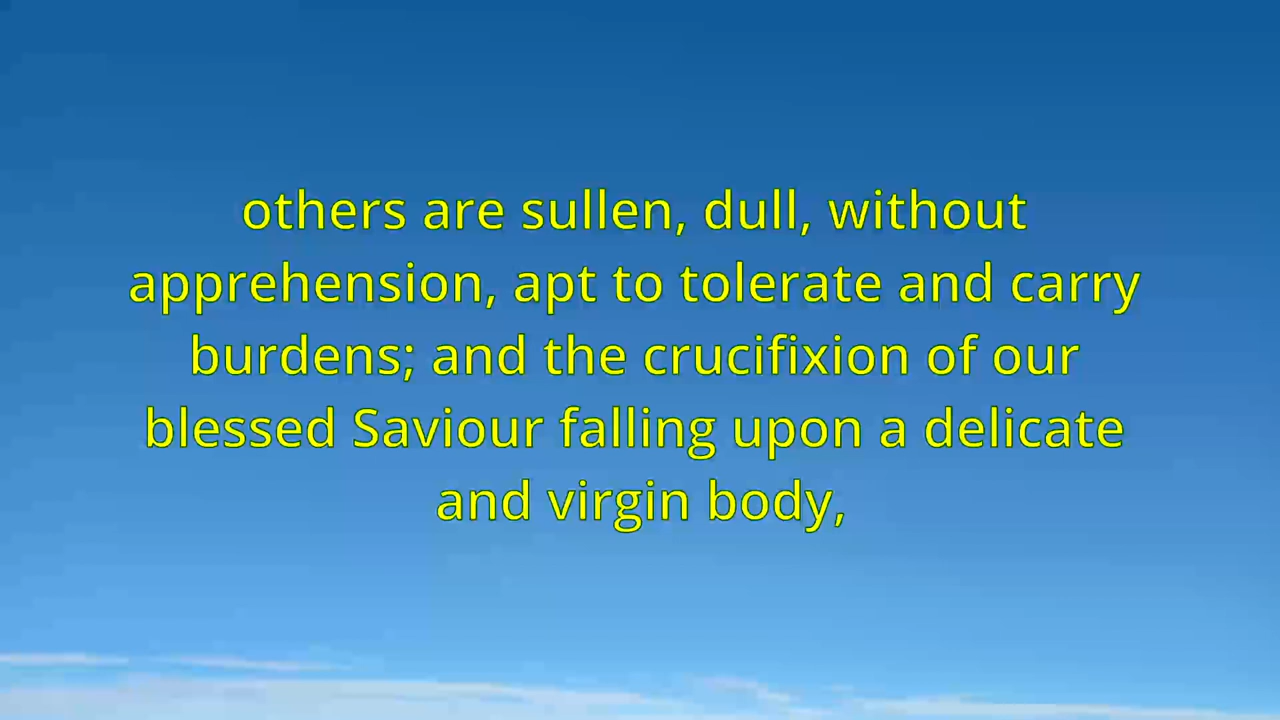 others are sullen, dull, without
apprehension, apt to tolerate and carry
burdens; and the crucifixion of our
blessed Saviour falling upon a delicate
and virgin body,